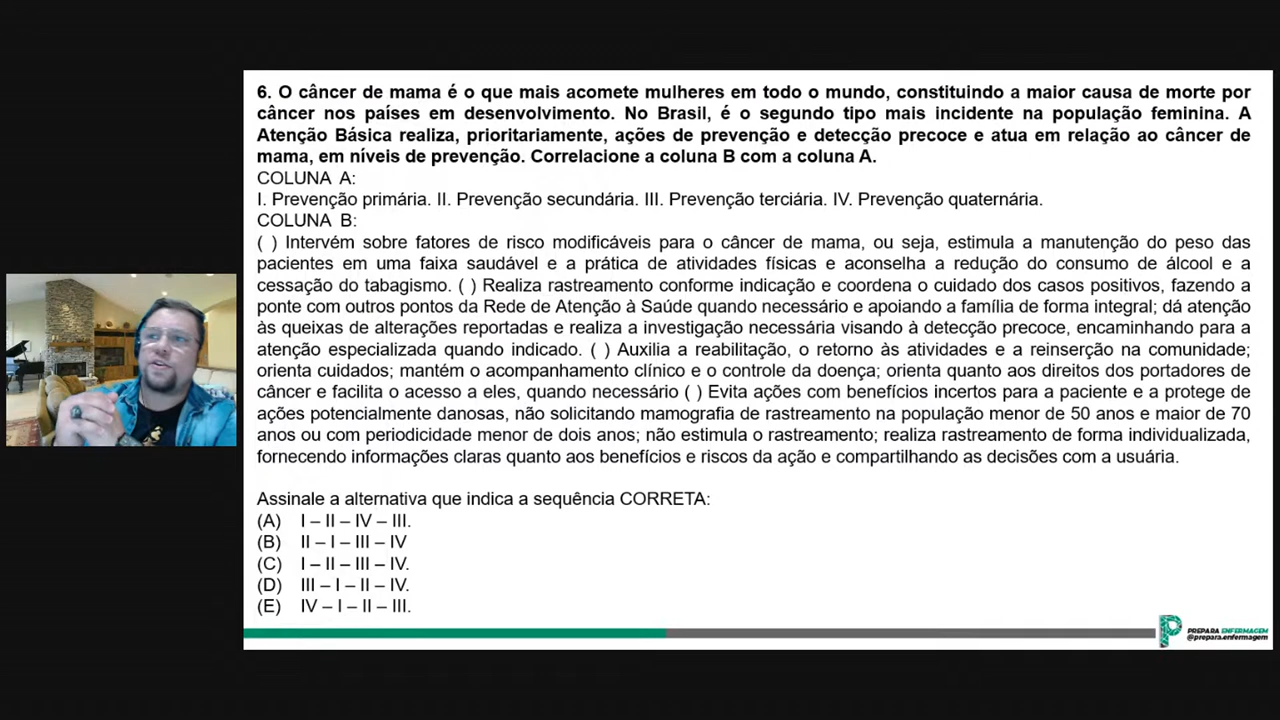 6. O câncer de mama é o que mais acomete mulheres em todo o mundo, constituindo a maior causa de morte por
câncer nos países em desenvolvimento. No Brasil, é o segundo tipo mais incidente na população feminina. A
Atenção Básica realiza, prioritariamente, ações de prevenção e detecção precoce e atua em relação ao câncer de
mama, em níveis de prevenção. Correlacione a coluna B com a coluna A.
COLUNA A:
I. Prevenção primária. II. Prevenção secundária. III. Prevenção terciária. IV. Prevenção quaternária.
COLUNA B:
( ) Intervém sobre fatores de risco modificáveis para o câncer de mama, ou seja, estimula a manutenção do peso das
pacientes em uma faixa saudável e a prática de atividades físicas e aconselha a redução do consumo de álcool e a
cessação do tabagismo. ( ) Realiza rastreamento conforme indicação e coordena o cuidado dos casos positivos, fazendo a
ponte com outros pontos da Rede de Atenção à Saúde quando necessário e apoiando a família de forma integral; dá atenção
às queixas de alterações reportadas e realiza a investigação necessária visando à detecção precoce, encaminhando para a
atenção especializada quando indicado. ( ) Auxilia a reabilitação, o retorno às atividades e a reinserção na comunidade;
orienta cuidados; mantém o acompanhamento clínico e o controle da doença; orienta quanto aos direitos dos portadores de
câncer e facilita o acesso a eles, quando necessário ( ) Evita ações com benefícios incertos para a paciente e a protege de
ações potencialmente danosas, não solicitando mamografia de rastreamento na população menor de 50 anos e maior de 70
anos ou com periodicidade menor de dois anos; não estimula o rastreamento; realiza rastreamento de forma individualizada,
fornecendo informações claras quanto aos benefícios e riscos da ação e compartilhando as decisões com a usuária.
Assinale a alternativa que indica a sequência CORRETA:
(A) I – II – IV – III.
(B) II – I – III – IV
(C) I – II – III – IV.
(D) III – I – II – IV.
(E) IV – I – II – III.
PREPARA ENFERMAGEM
@prepara.enfermagem